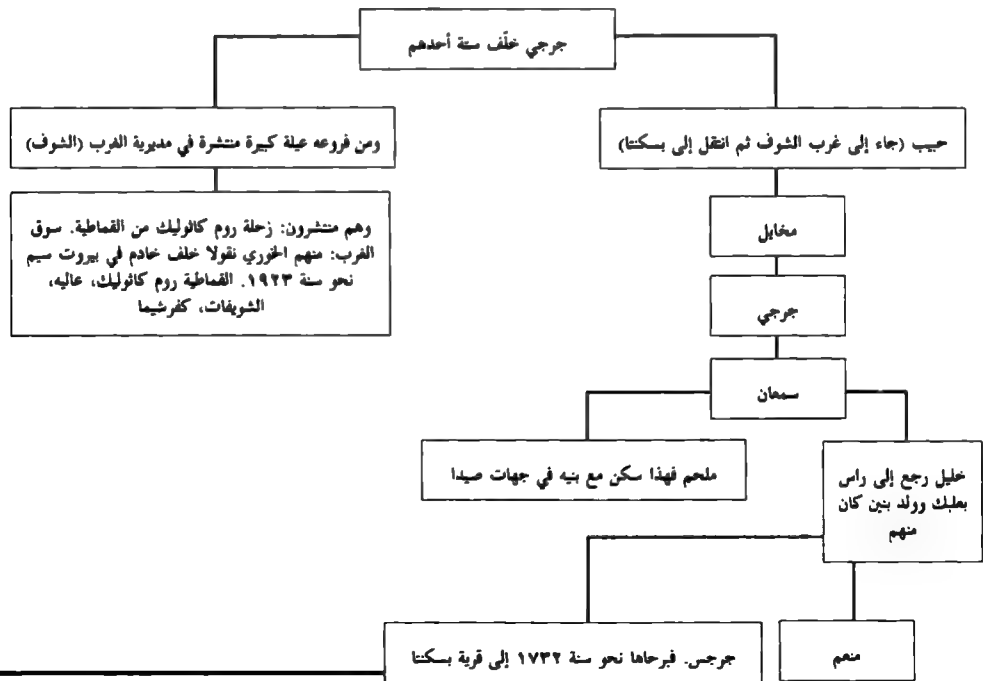 جرجي خلّف ستة أحدهم
حبيب (جاء إلى غرب الشوف ثم انتقل إلى بسكنتا)
ومن فروعه عيلة كبيرة منتشرة في مديرية الغرب (الشوف)
وهم منتشرون: زحلة روم كاثوليك من القماطية. سوق
الغرب: منهم الخوري نقولا خلف خادم في بيروت سيم
نحو سنة ١٩٢٣. القماطية روم كاثوليك، عاليه،
الشويفات، كفرشيما
مخايل
جرجي
سمعان
ملحم فهذا سكن مع بنيه في جهات صيدا
خليل رجع إلى راس
بعلبك وولد بنين كان
منهم
منعم
جرجس. فبرحاها نحو سنة ١٧٣٢ إلى قرية بسكنتا